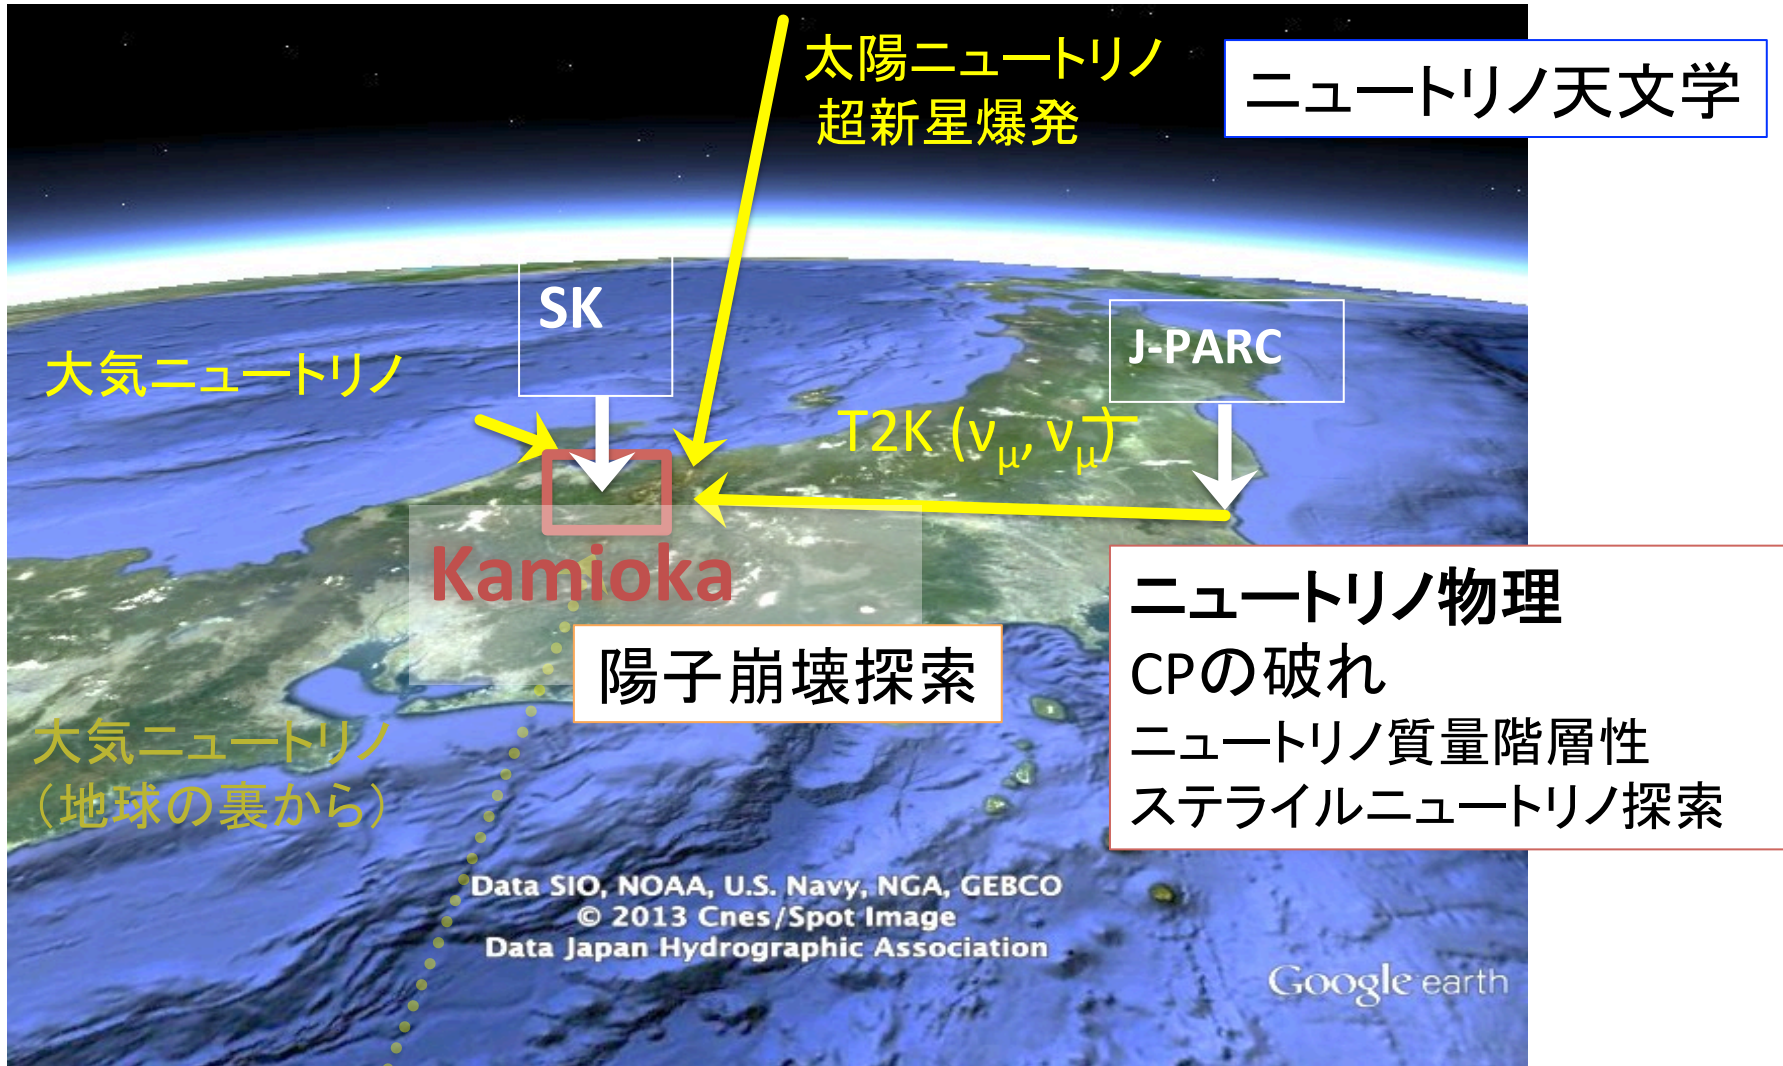 太陽ニュートリノ
超新星爆発
ニュートリノ天文学
SK
J-PARC
大気ニュートリノ
T2K (νμ, ν̅μ)
Kamioka
陽子崩壊探索
ニュートリノ物理
CPの破れ
ニュートリノ質量階層性
ステライルニュートリノ探索
大気ニュートリノ
（地球の裏から）
Data SIO, NOAA, U.S. Navy, NGA, GEBCO
© 2013 Cnes/Spot Image
Data Japan Hydrographic Association
Google earth